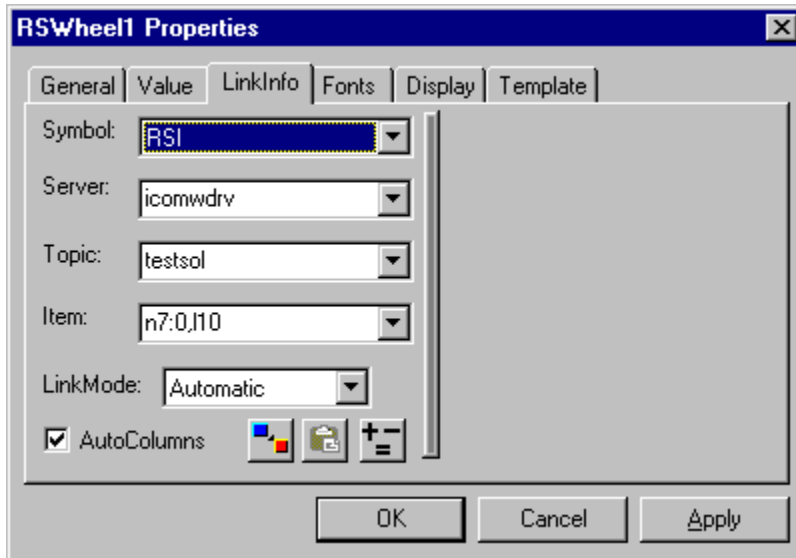 RSWheel1 Properties
General Value LinkInfo Fonts Display Template
Symbol: RSI
Server: icomwdrv
Topic: testsol
Item: n7:0,l10
LinkMode: Automatic
AutoColumns
OK Cancel Apply